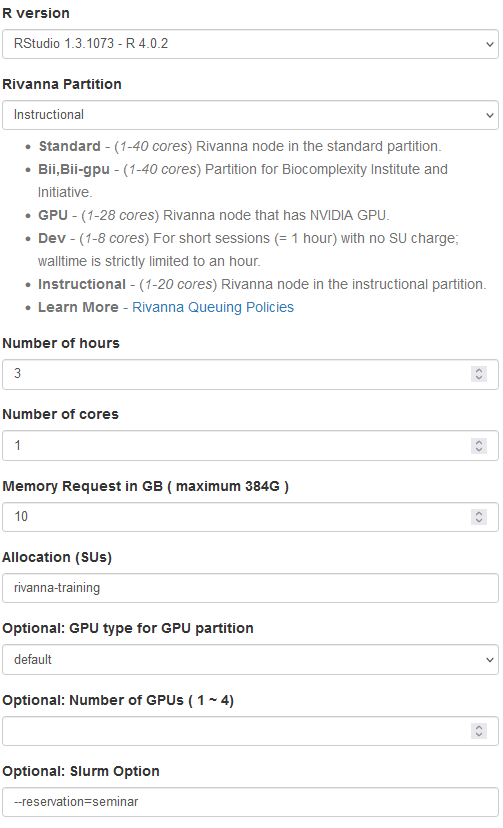 R version
RStudio 1.3.1073 - R 4.0.2
Rivanna Partition
Instructional
• Standard - (1-40 cores) Rivanna node in the standard partition.
• Bii,Bii-gpu - (1-40 cores) Partition for Biocomplexity Institute and
Initiative.
• GPU - (1-28 cores) Rivanna node that has NVIDIA GPU.
• Dev - (1-8 cores) For short sessions (= 1 hour) with no SU charge;
walltime is strictly limited to an hour.
• Instructional - (1-20 cores) Rivanna node in the instructional partition.
• Learn More - Rivanna Queuing Policies
Number of hours
3
Number of cores
1
Memory Request in GB ( maximum 384G )
10
Allocation (SUs)
rivanna-training
Optional: GPU type for GPU partition
default
Optional: Number of GPUs ( 1 ~ 4)
Optional: Slurm Option
--reservation=seminar